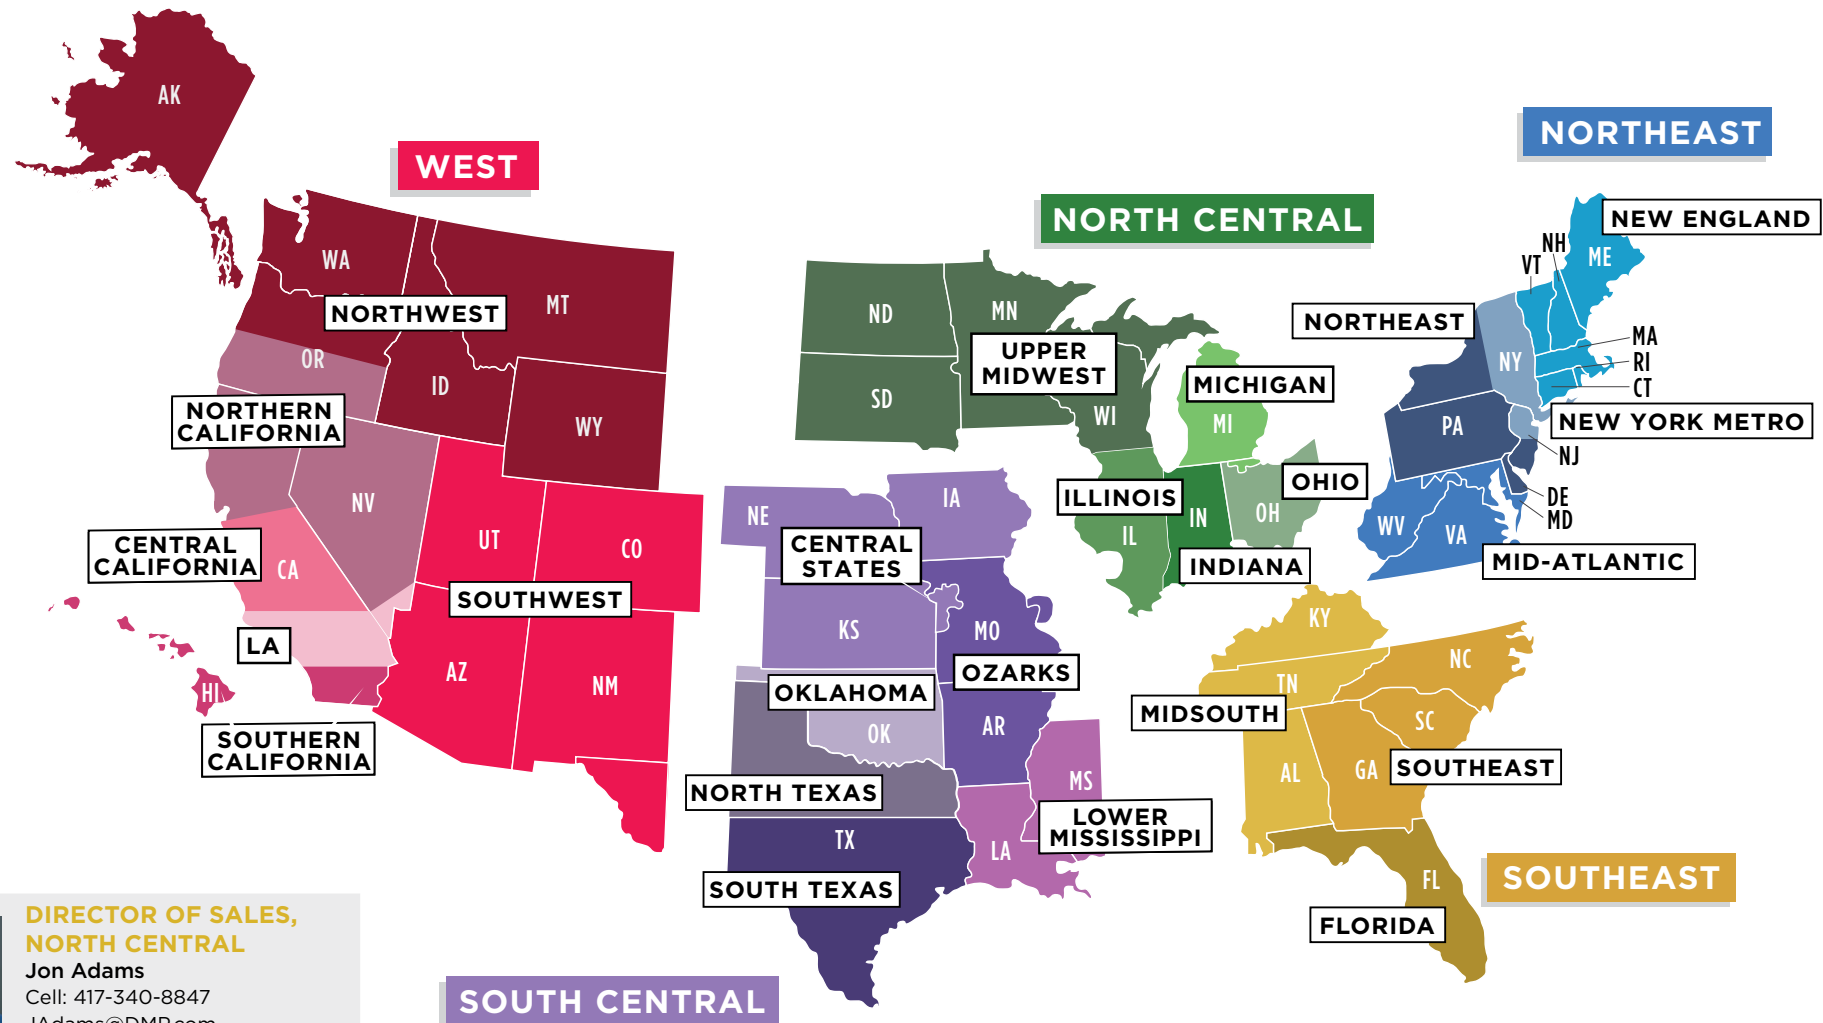 AK
WEST
WA
MT
NORTHWEST
OR
ID
WY
NORTHERN
CALIFORNIA
NV
UT
CO
CENTRAL
CALIFORNIA
CA
SOUTHWEST
LA
AZ
NM
HI
SOUTHERN
CALIFORNIA
NORTH CENTRAL
ND
MN
UPPER
MIDWEST
SD
WI
MICHIGAN
MI
ILLINOIS
IL
IN
OHIO
OH
INDIANA
NORTHEAST
NEW ENGLAND
NH
VT
ME
NORTHEAST
NY
MA
RI
CT
NEW YORK METRO
PA
NJ
DE
MD
WV
VA
MID-ATLANTIC
NE
IA
CENTRAL
STATES
KS
MO
OZARKS
OKLAHOMA
OK
AR
NORTH TEXAS
MS
LOWER
MISSISSIPPI
TX
LA
SOUTH TEXAS
SOUTH CENTRAL
KY
NC
TN
MIDSOUTH
SC
AL
GA
SOUTHEAST
SOUTHEAST
FL
FLORIDA
DIRECTOR OF SALES,
NORTH CENTRAL
Jon Adams
Cell: 417-340-8847
JAdams@DMP.com